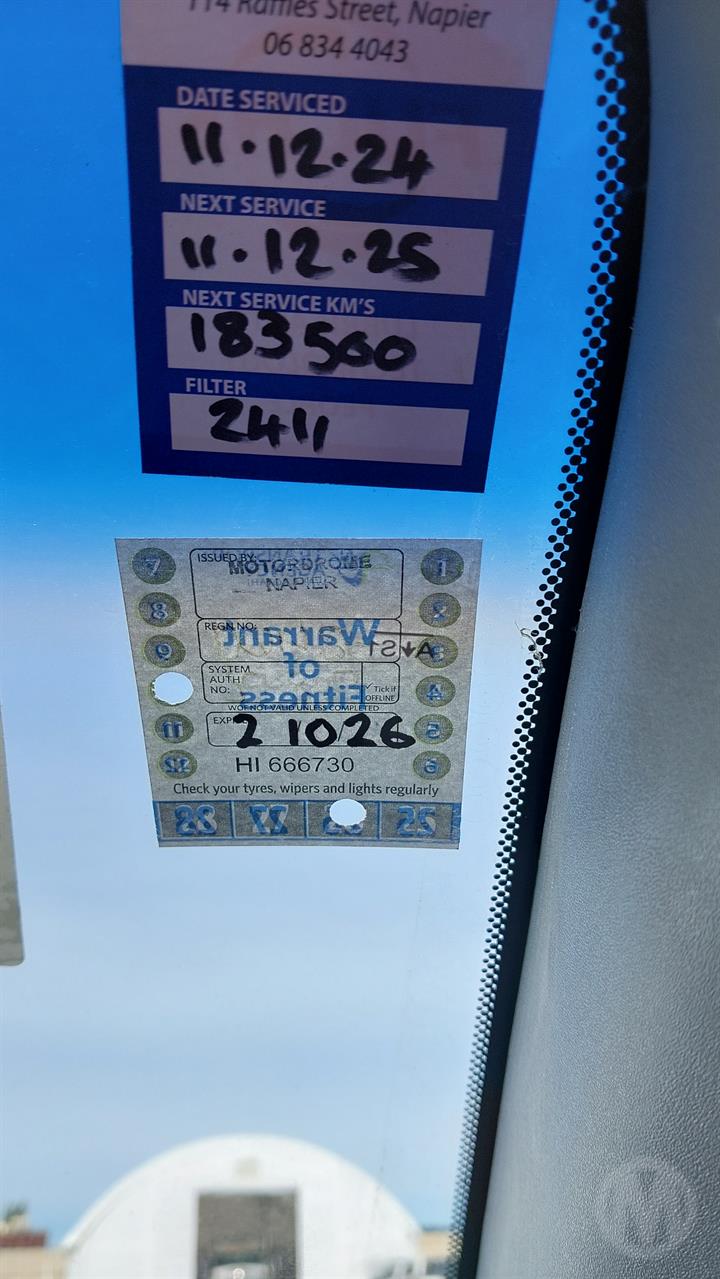 114 Raffles Street, Napier
06 834 4043
DATE SERVICED
11.12.24
NEXT SERVICE
11.12.25
NEXT SERVICE KM'S
183500
FILTER
2411
ISSUED BY:
MOTORDROME
NAPIER
7
1
8
2
REGN.NO:
Warrant
9
3
of
SYSTEM
AUTH
NO:
Fitness
4
✓ Tick if
OFFLINE
WOF NOT VALID UNLESS COMPLETED
11
2 10/26
5
12
HI 666730
6
Check your tyres, wipers and lights regularly
28 27 25
M